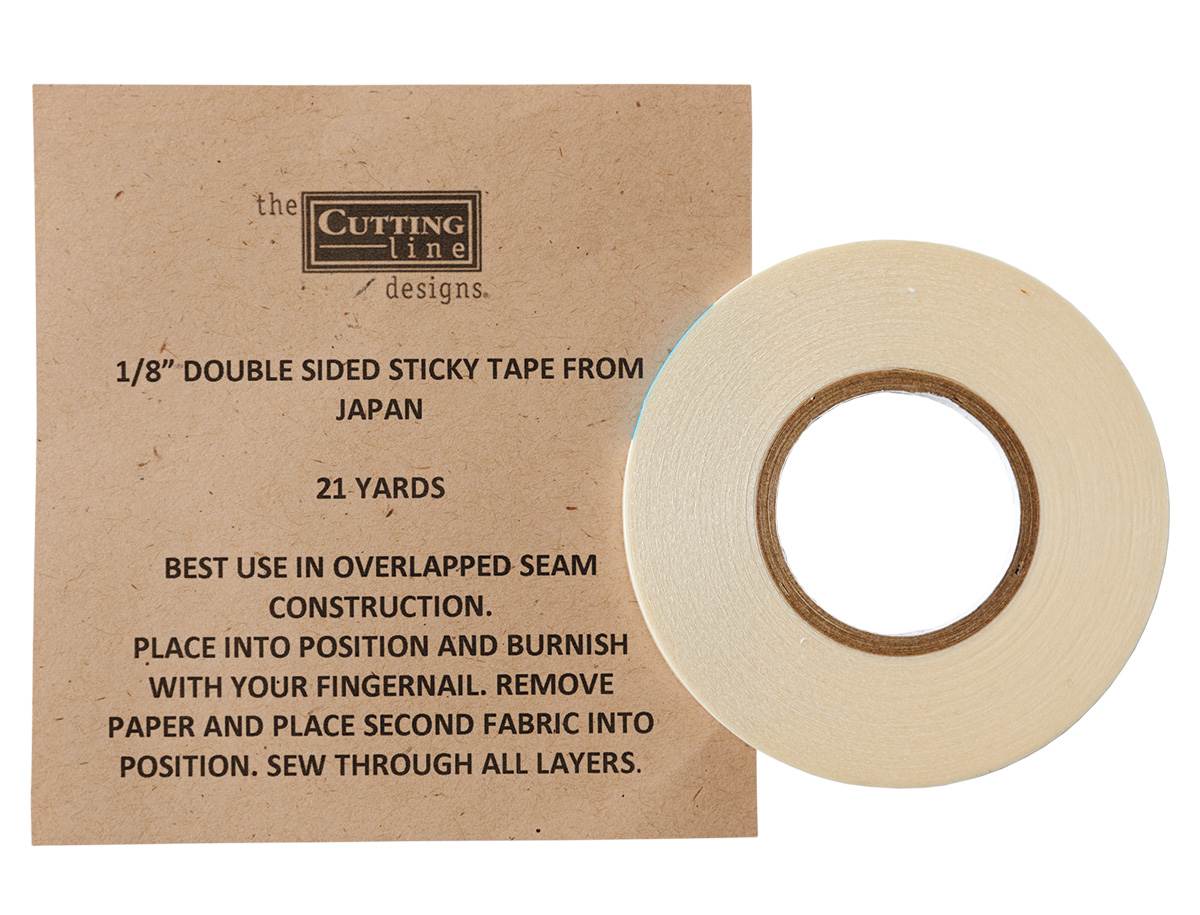 the CUTTING
line
designs.
1/8” DOUBLE SIDED STICKY TAPE FROM
JAPAN
21 YARDS
BEST USE IN OVERLAPPED SEAM
CONSTRUCTION.
PLACE INTO POSITION AND BURNISH
WITH YOUR FINGERNAIL. REMOVE
PAPER AND PLACE SECOND FABRIC INTO
POSITION. SEW THROUGH ALL LAYERS.